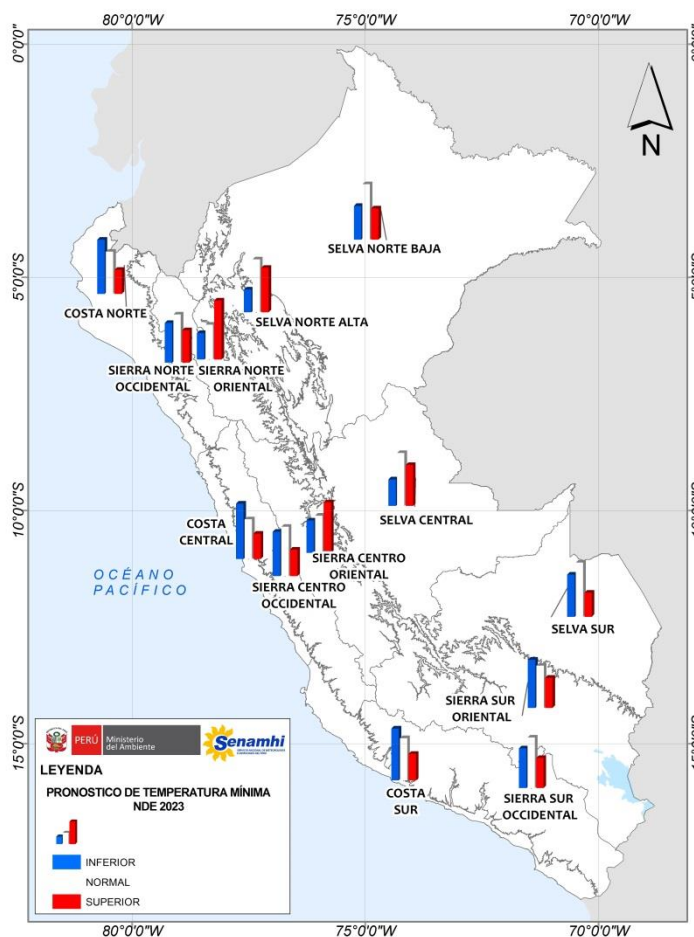 80°0'0"W 75°0'0"W 70°0'0"W
0°0'0"
N
SELVA NORTE BAJA
5°0'0"S
COSTA NORTE
SELVA NORTE ALTA
SIERRA NORTE
OCCIDENTAL
SIERRA NORTE
ORIENTAL
SELVA CENTRAL
10°0'0"S
COSTA
CENTRAL
SIERRA CENTRO
ORIENTAL
SIERRA CENTRO
OCCIDENTAL
OCÉANO
PACÍFICO
SELVA SUR
SIERRA SUR
ORIENTAL
15°0'0"S
COSTA
SUR
SIERRA SUR
OCCIDENTAL
PERÚ
Ministerio
del Ambiente
Senamhi
LEYENDA
PRONOSTICO DE TEMPERATURA MÍNIMA
NDE 2023
INFERIOR
NORMAL
SUPERIOR
80°0'0"W 75°0'0"W 70°0'0"W